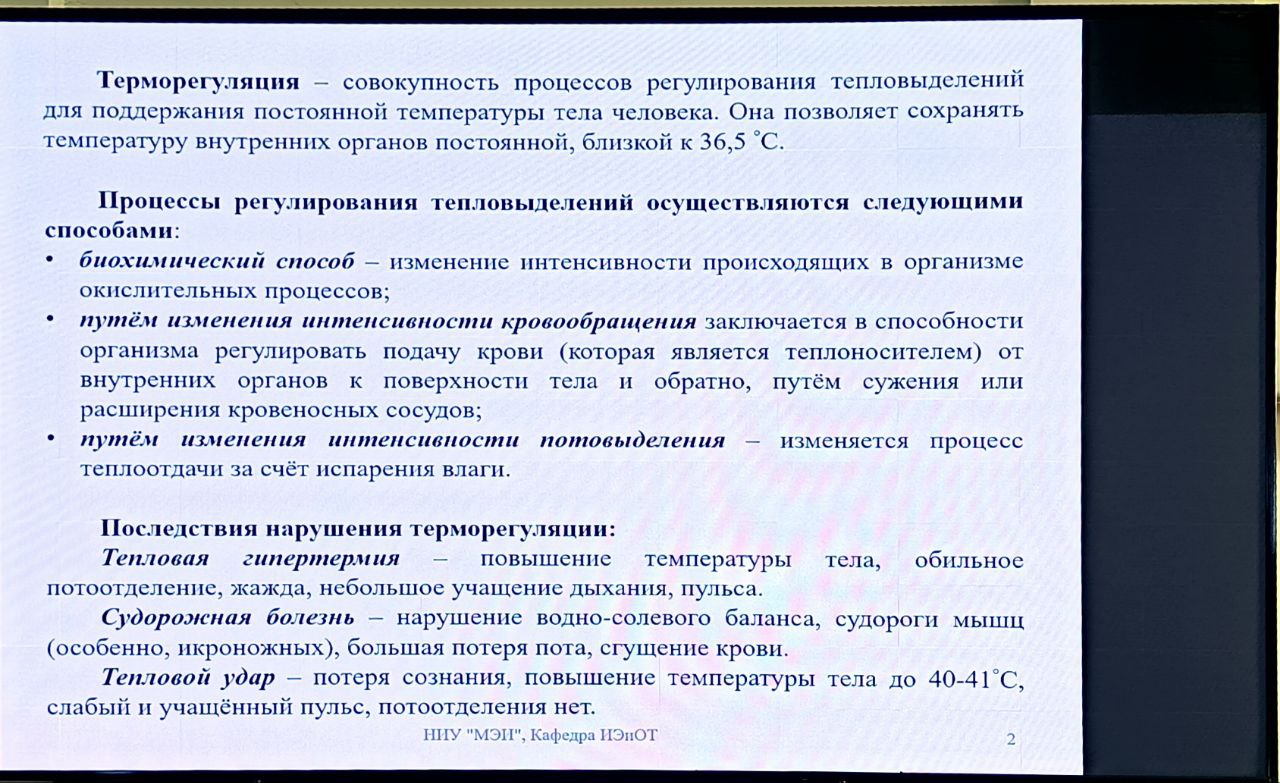 Терморегуляция – совокупность процессов регулирования тепловыделений
для поддержания постоянной температуры тела человека. Она позволяет сохранять
температуру внутренних органов постоянной, близкой к 36,5 ˚С.
Процессы регулирования тепловыделений осуществляются следующими
способами:
• биохимический способ – изменение интенсивности происходящих в организме
окислительных процессов;
• путём изменения интенсивности кровообращения заключается в способности
организма регулировать подачу крови (которая является теплоносителем) от
внутренних органов к поверхности тела и обратно, путём сужения или
расширения кровеносных сосудов;
• путём изменения интенсивности потовыделения – изменяется процесс
теплоотдачи за счёт испарения влаги.
Последствия нарушения терморегуляции:
Тепловая гипертермия – повышение температуры тела, обильное
потоотделение, жажда, небольшое учащение дыхания, пульса.
Судорожная болезнь – нарушение водно-солевого баланса, судороги мышц
(особенно, икроножных), большая потеря пота, сгущение крови.
Тепловой удар – потеря сознания, повышение температуры тела до 40-41˚С,
слабый и учащённый пульс, потоотделения нет.
НИУ "МЭИ", Кафедра ИЭиОТ
2